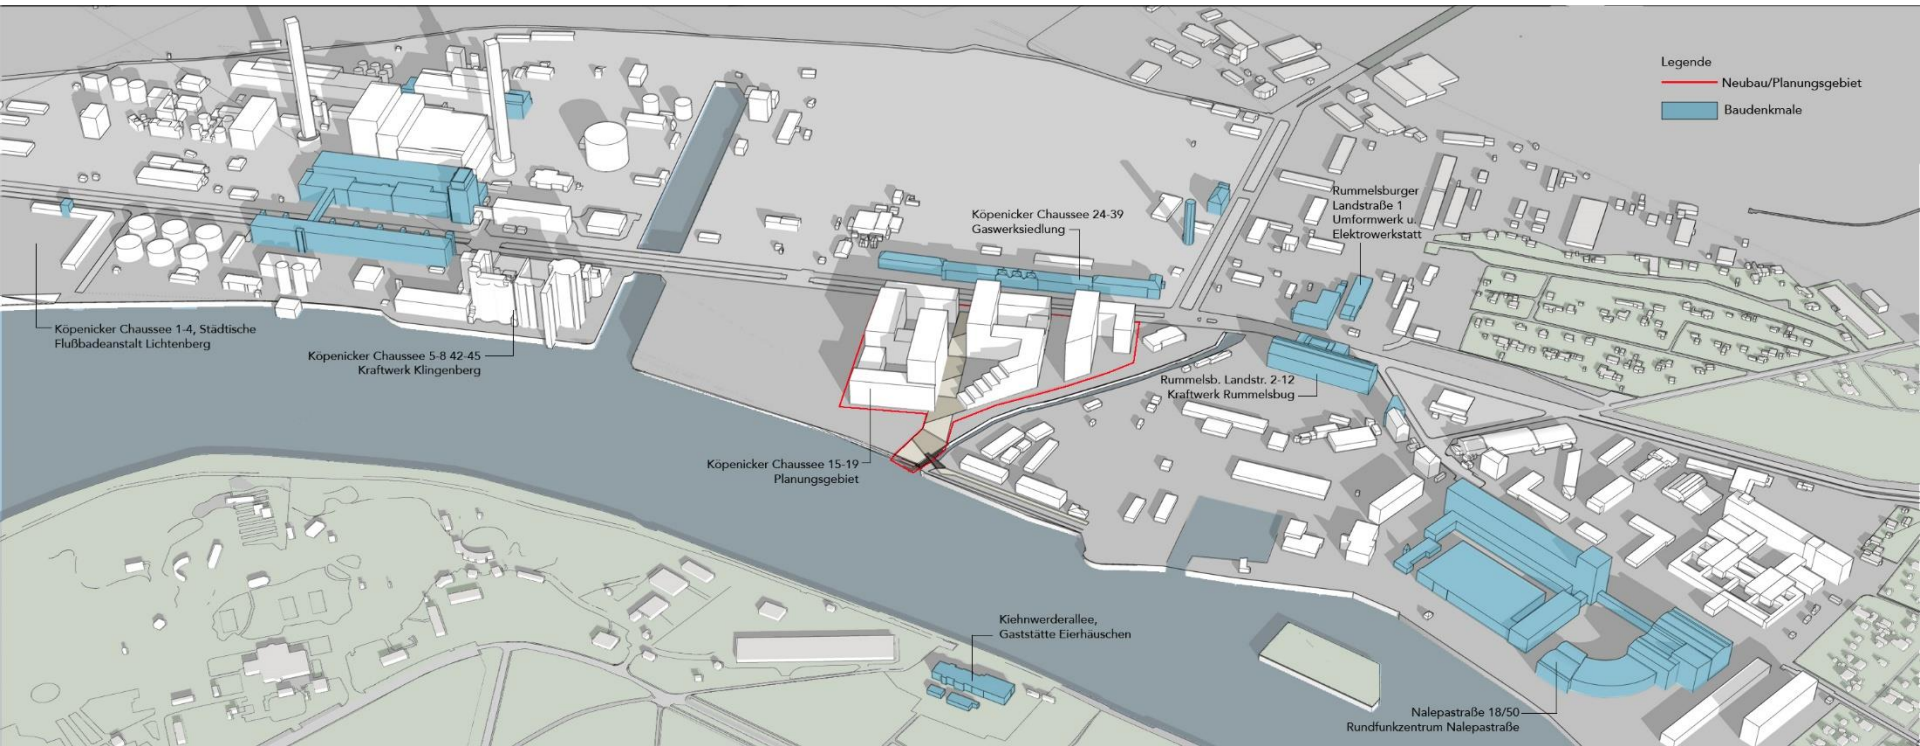 Legende
Neubau/Planungsgebiet
Baudenkmale
Rummelsburger
Landstraße 1
Umformwerk u.
Elektrowerkstatt
Köpenicker Chaussee 24-39
Gaswerksiedlung
Köpenicker Chaussee 1-4, Städtische
Flußbadeanstalt Lichtenberg
Köpenicker Chaussee 5-8 42-45
Kraftwerk Klingenberg
Rummelsb. Landstr. 2-12
Kraftwerk Rummelsbug
Köpenicker Chaussee 15-19
Planungsgebiet
Kiehnwerderallee,
Gaststätte Eierhäuschen
Nalepastraße 18/50
Rundfunkzentrum Nalepastraße